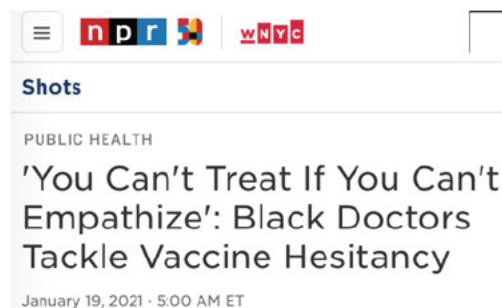 npr 50 WNYC
Shots
PUBLIC HEALTH
'You Can't Treat If You Can't
Empathize': Black Doctors
Tackle Vaccine Hesitancy
January 19, 2021 · 5:00 AM ET